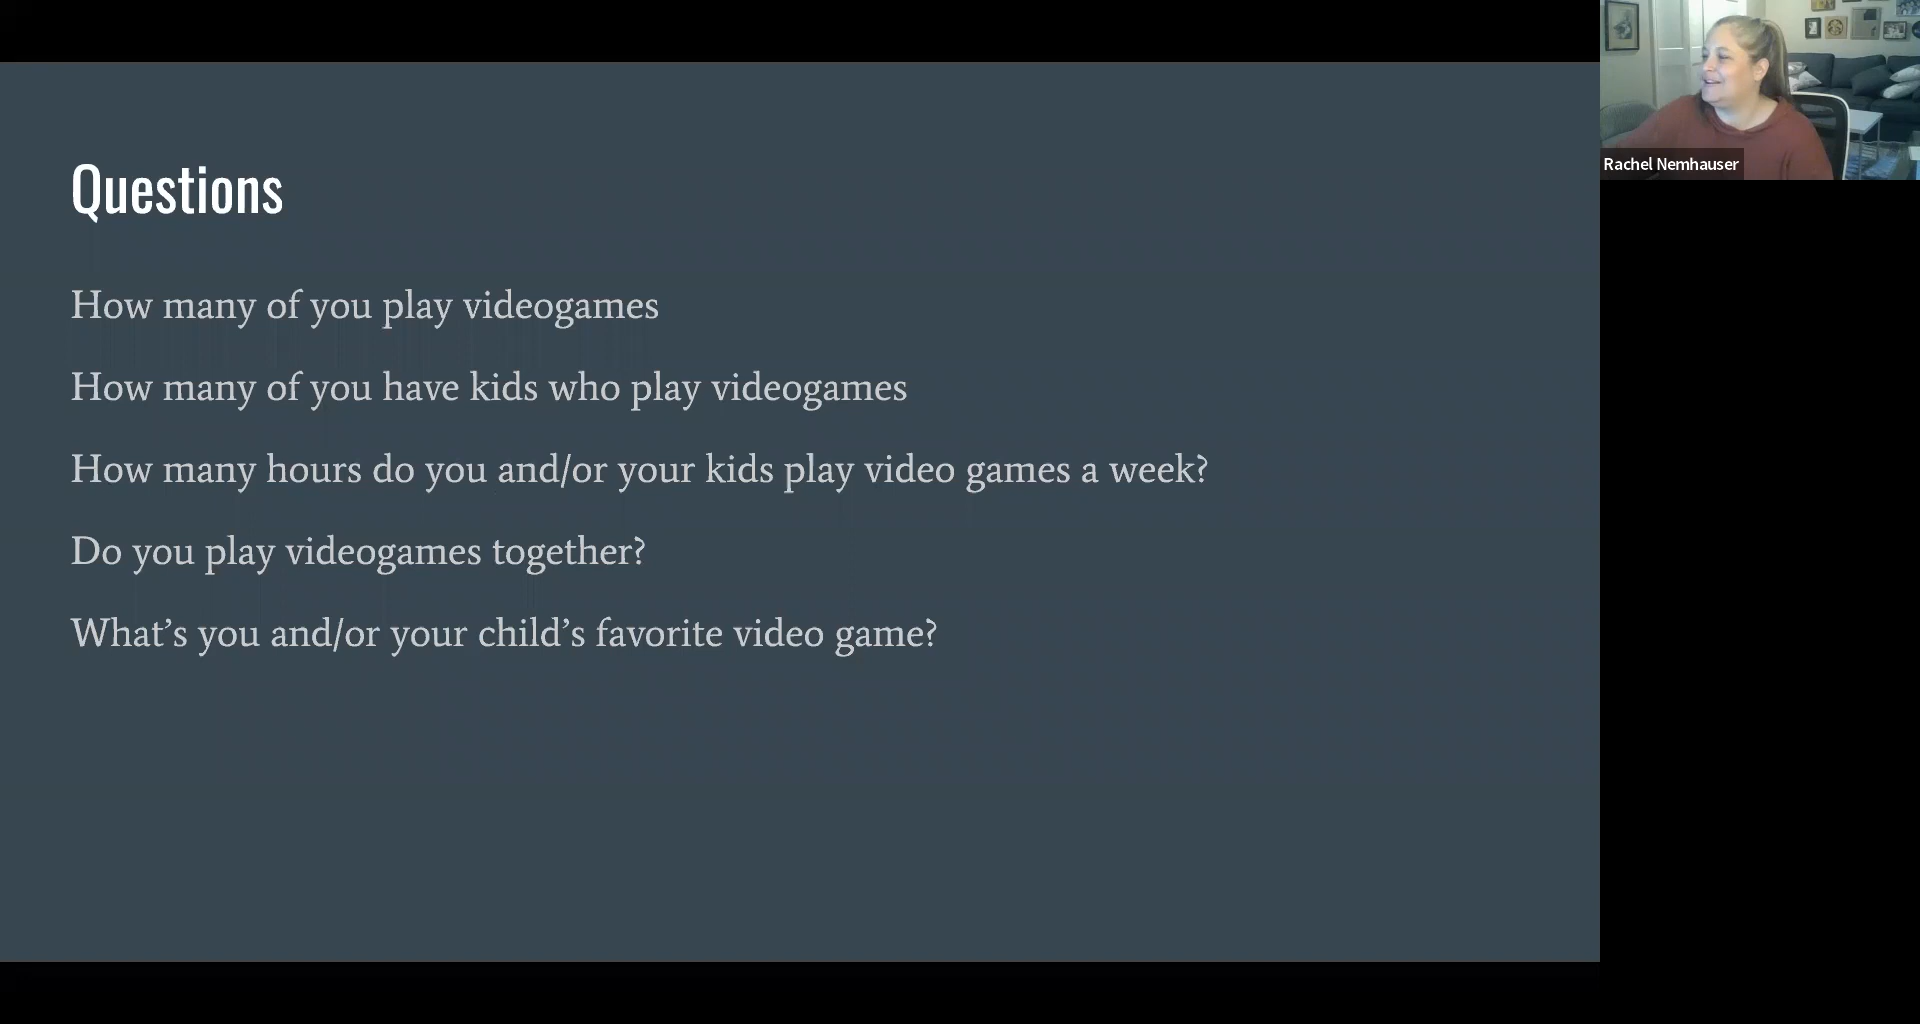 Questions
How many of you play videogames
How many of you have kids who play videogames
How many hours do you and/or your kids play video games a week?
Do you play videogames together?
What’s you and/or your child’s favorite video game?
Rachel Nemhauser